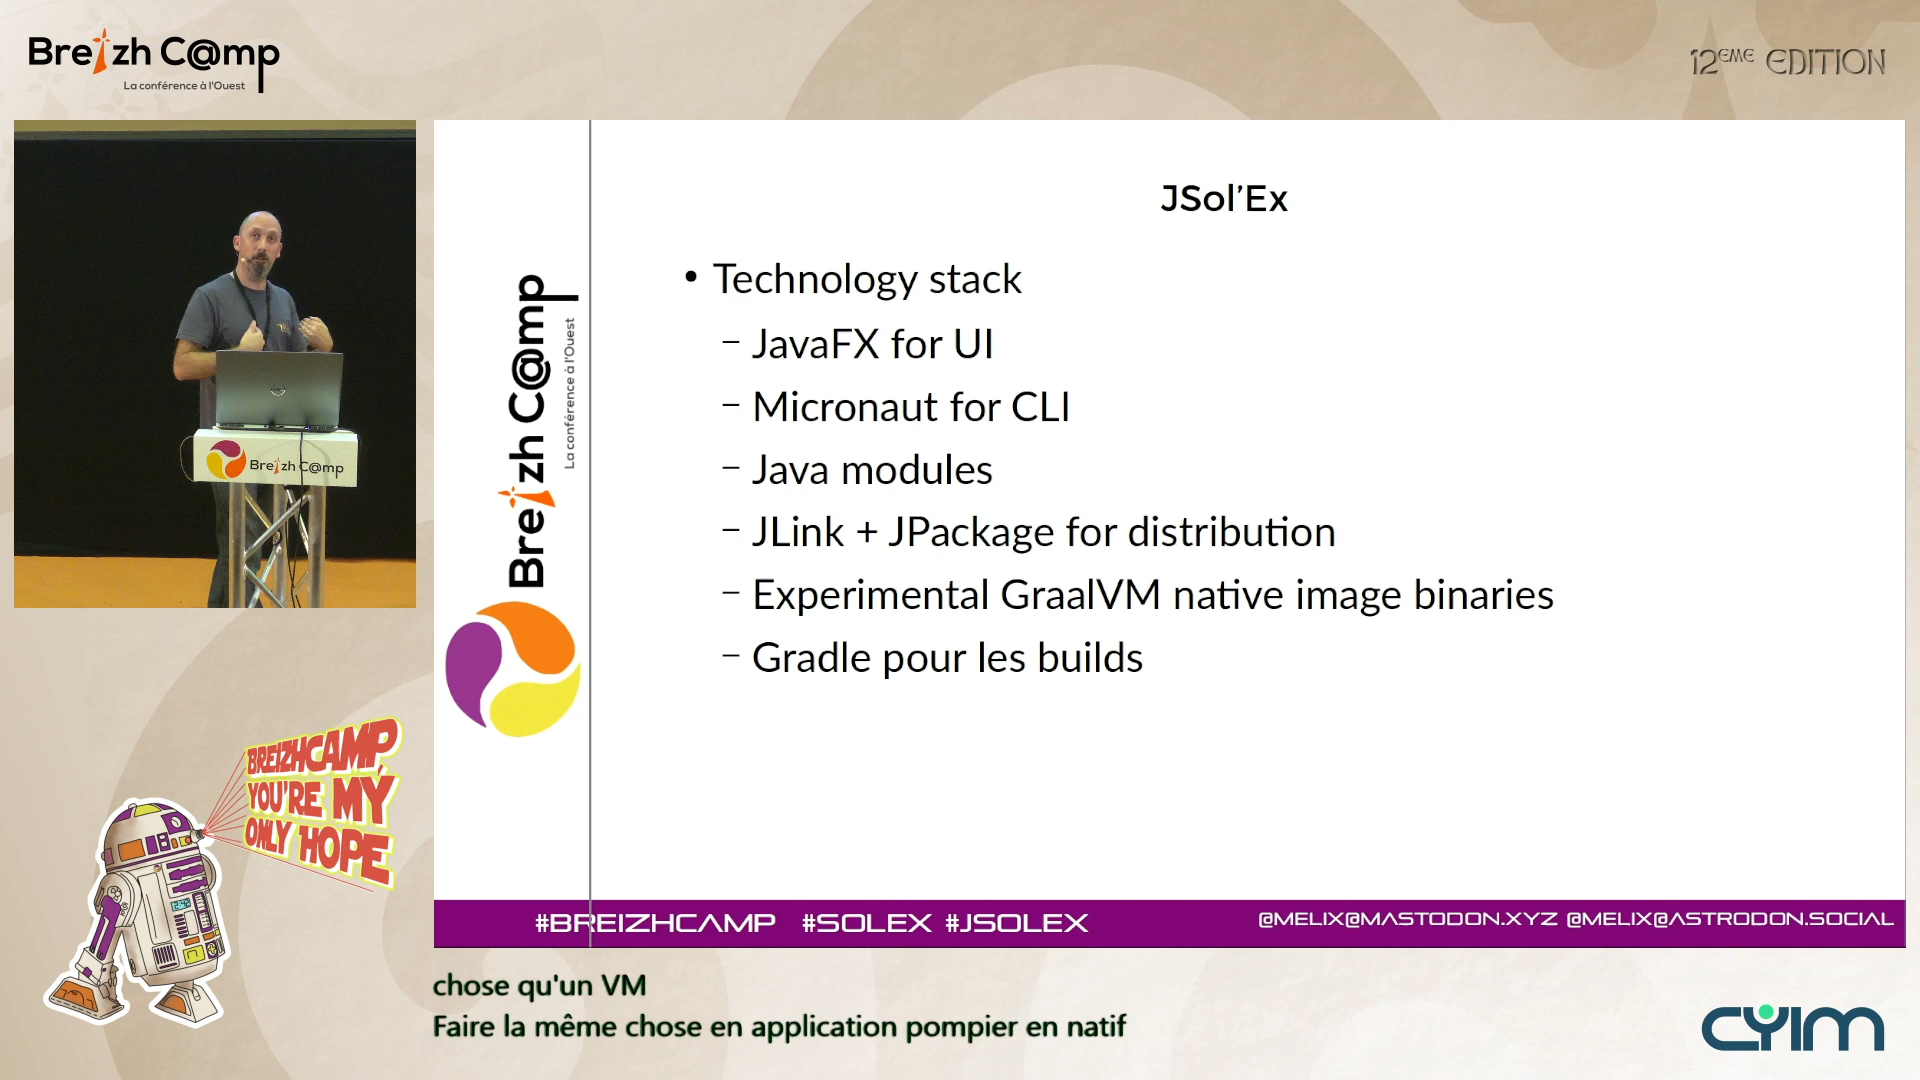 Breizh C@mp
La conférence à l'Ouest
12ÈME EDITION
Breizh C@mp
Breizh C@mp
La conférence à l'Ouest
JSol’Ex
• Technology stack
– JavaFX for UI
– Micronaut for CLI
– Java modules
– JLink + JPackage for distribution
– Experimental GraalVM native image binaries
– Gradle pour les builds
#BREIZHCAMP #SOLEX #JSOLEX
@MELIX@MASTODON.XYZ @MELIX@ASTRODON.SOCIAL
BREIZHCAMP,
YOU'RE MY
ONLY HOPE
chose qu'un VM
Faire la même chose en application pompier en natif
CYIM